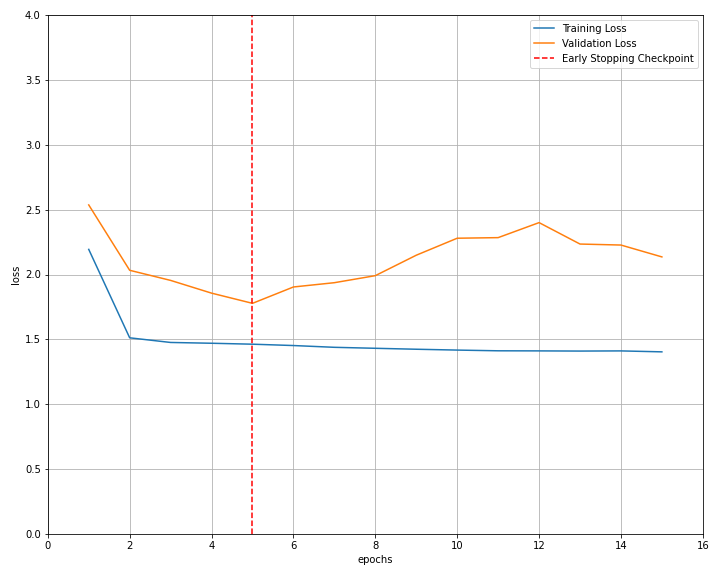 Training Loss
Validation Loss
Early Stopping Checkpoint
4.0
3.5
3.0
2.5
2.0
1.5
1.0
0.5
0.0
loss
0 2 4 6 8 10 12 14 16
epochs